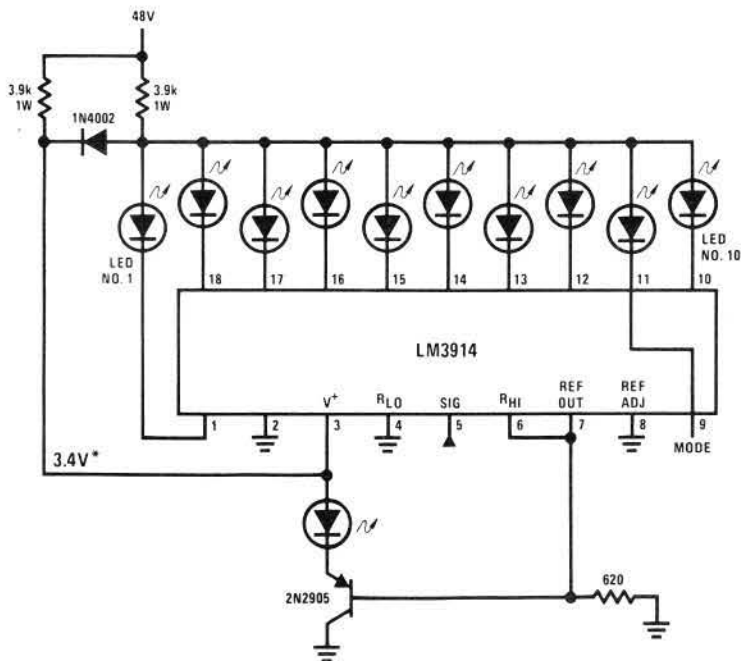 48V
3.9k
1W
3.9k
1W
1N4002
LED
NO. 1
LED
NO. 10
18 17 16 15 14 13 12 11 10
LM3914
V+ RLO SIG RHI REF OUT REF ADJ
1 2 3 4 5 6 7 8 9
MODE
3.4V*
2N2905
620